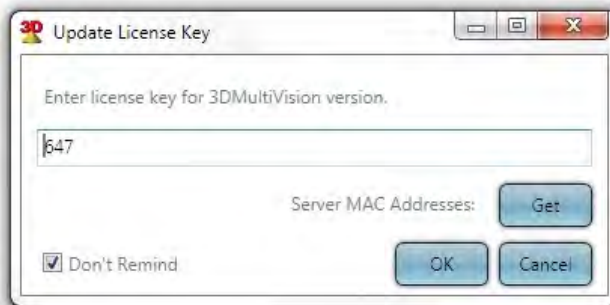 3D Update License Key
Enter license key for 3DMultiVision version.
647
Server MAC Addresses: Get
Don't Remind OK Cancel